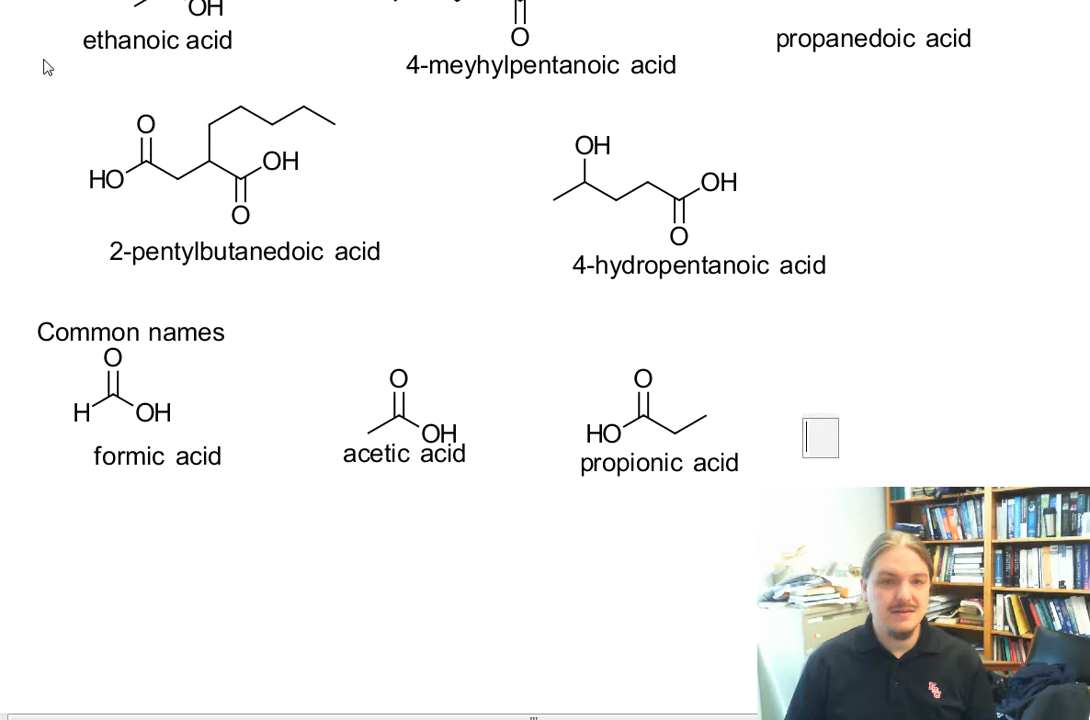 OH
O
ethanoic acid
4-meyhylpentanoic acid
propanedoic acid
O
HO
OH
O
2-pentylbutanedoic acid
OH
OH
O
4-hydropentanoic acid
Common names
O
H
OH
formic acid
O
OH
acetic acid
O
HO
propionic acid